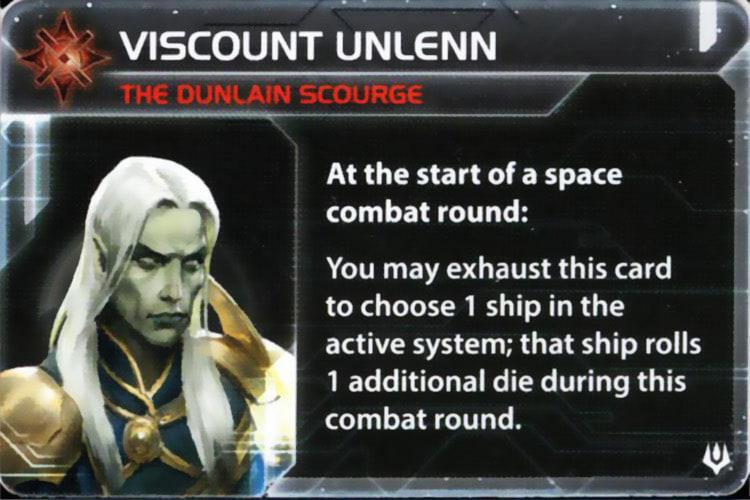 VISCOUNT UNLENN
THE DUNLAIN SCOURGE
At the start of a space
combat round:
You may exhaust this card
to choose 1 ship in the
active system; that ship rolls
1 additional die during this
combat round.